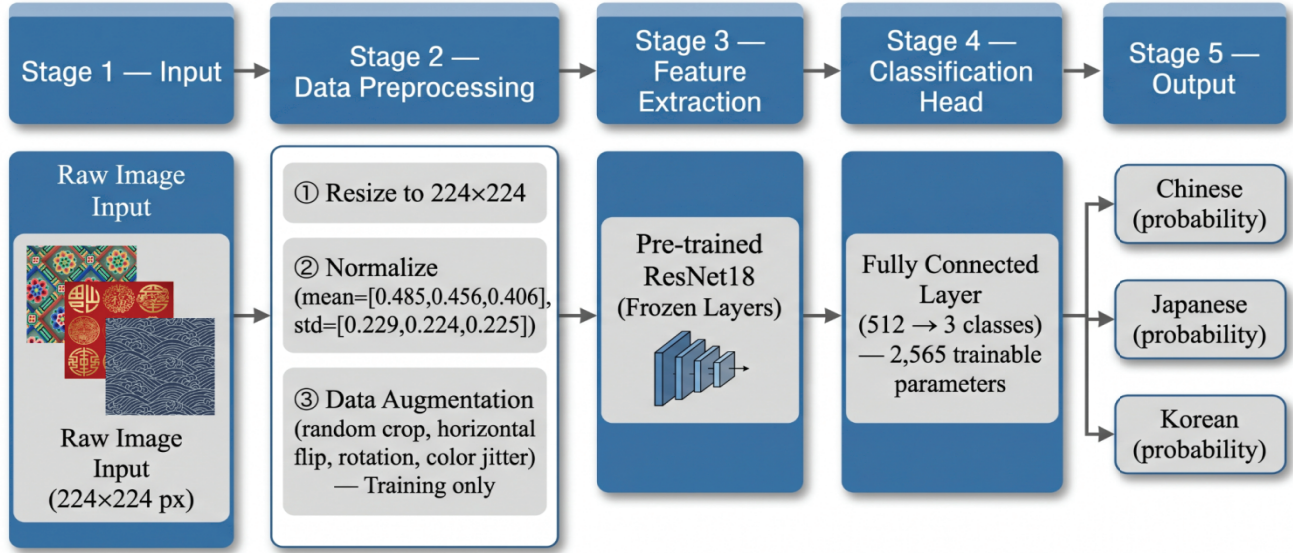 Stage 1 — Input
Stage 2 —
Data Preprocessing
Stage 3 —
Feature
Extraction
Stage 4 —
Classification
Head
Stage 5 —
Output
Raw Image
Input
Raw Image
Input
(224×224 px)
① Resize to 224×224
② Normalize
(mean=[0.485,0.456,0.406],
std=[0.229,0.224,0.225])
③ Data Augmentation
(random crop, horizontal
flip, rotation, color jitter)
— Training only
Pre-trained
ResNet18
(Frozen Layers)
Fully Connected
Layer
(512 → 3 classes)
— 2,565 trainable
parameters
Chinese
(probability)
Japanese
(probability)
Korean
(probability)